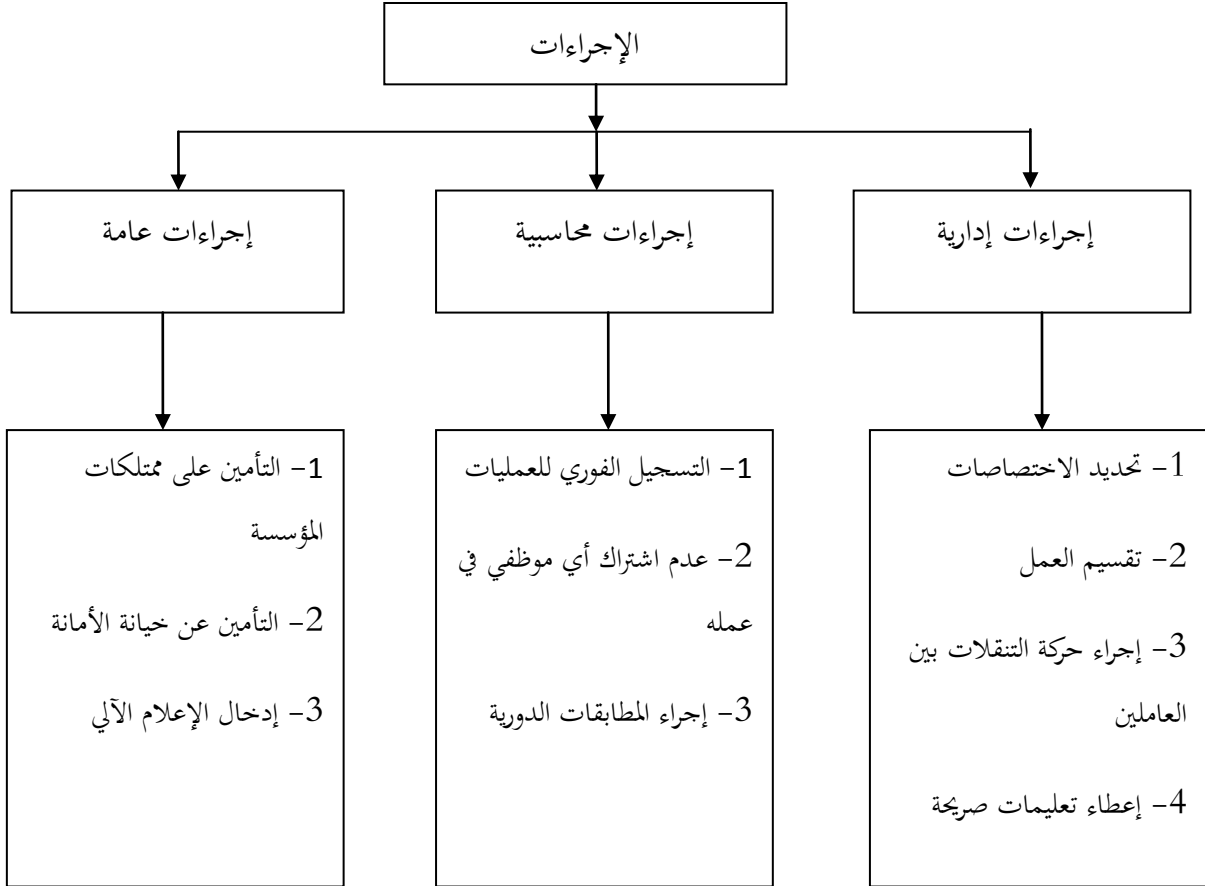 الإجراءات
إجراءات إدارية
إجراءات محاسبية
إجراءات عامة
1- تحديد الاختصاصات
2- تقسيم العمل
3- إجراء حركة التنقلات بين
العاملين
4- إعطاء تعليمات صريحة
1- التسجيل الفوري للعمليات
2- عدم اشتراك أي موظفي في
عمله
3- إجراء المطابقات الدورية
1- التأمين على ممتلكات
المؤسسة
2- التأمين عن خيانة الأمانة
3- إدخال الإعلام الآلي